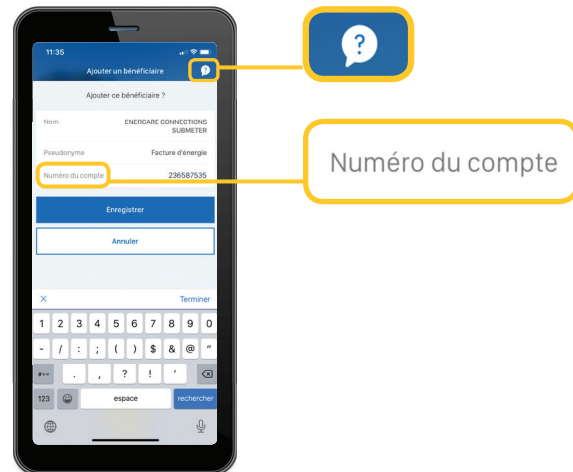 11:35
Ajouter un bénéficiaire
?
?
Ajouter ce bénéficiaire ?
Nom
ENERCARE CONNECTIONS
SUBMETER
Pseudonyme
Facture d'énergie
Numéro du compte
236587535
Numéro du compte
Enregistrer
Annuler
Terminer
1 2 3 4 5 6 7 8 9 0
- / : ; ( ) $ & @ "
#+= . , ? ! '
123
espace
rechercher